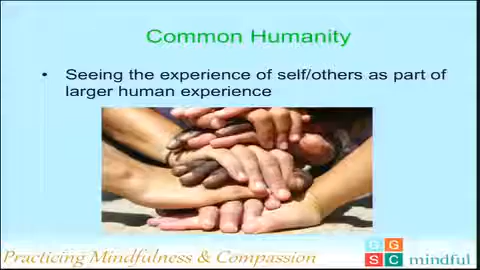 Common Humanity
• Seeing the experience of self/others as part of
larger human experience
Practicing Mindfulness & Compassion
G G
S C mindful